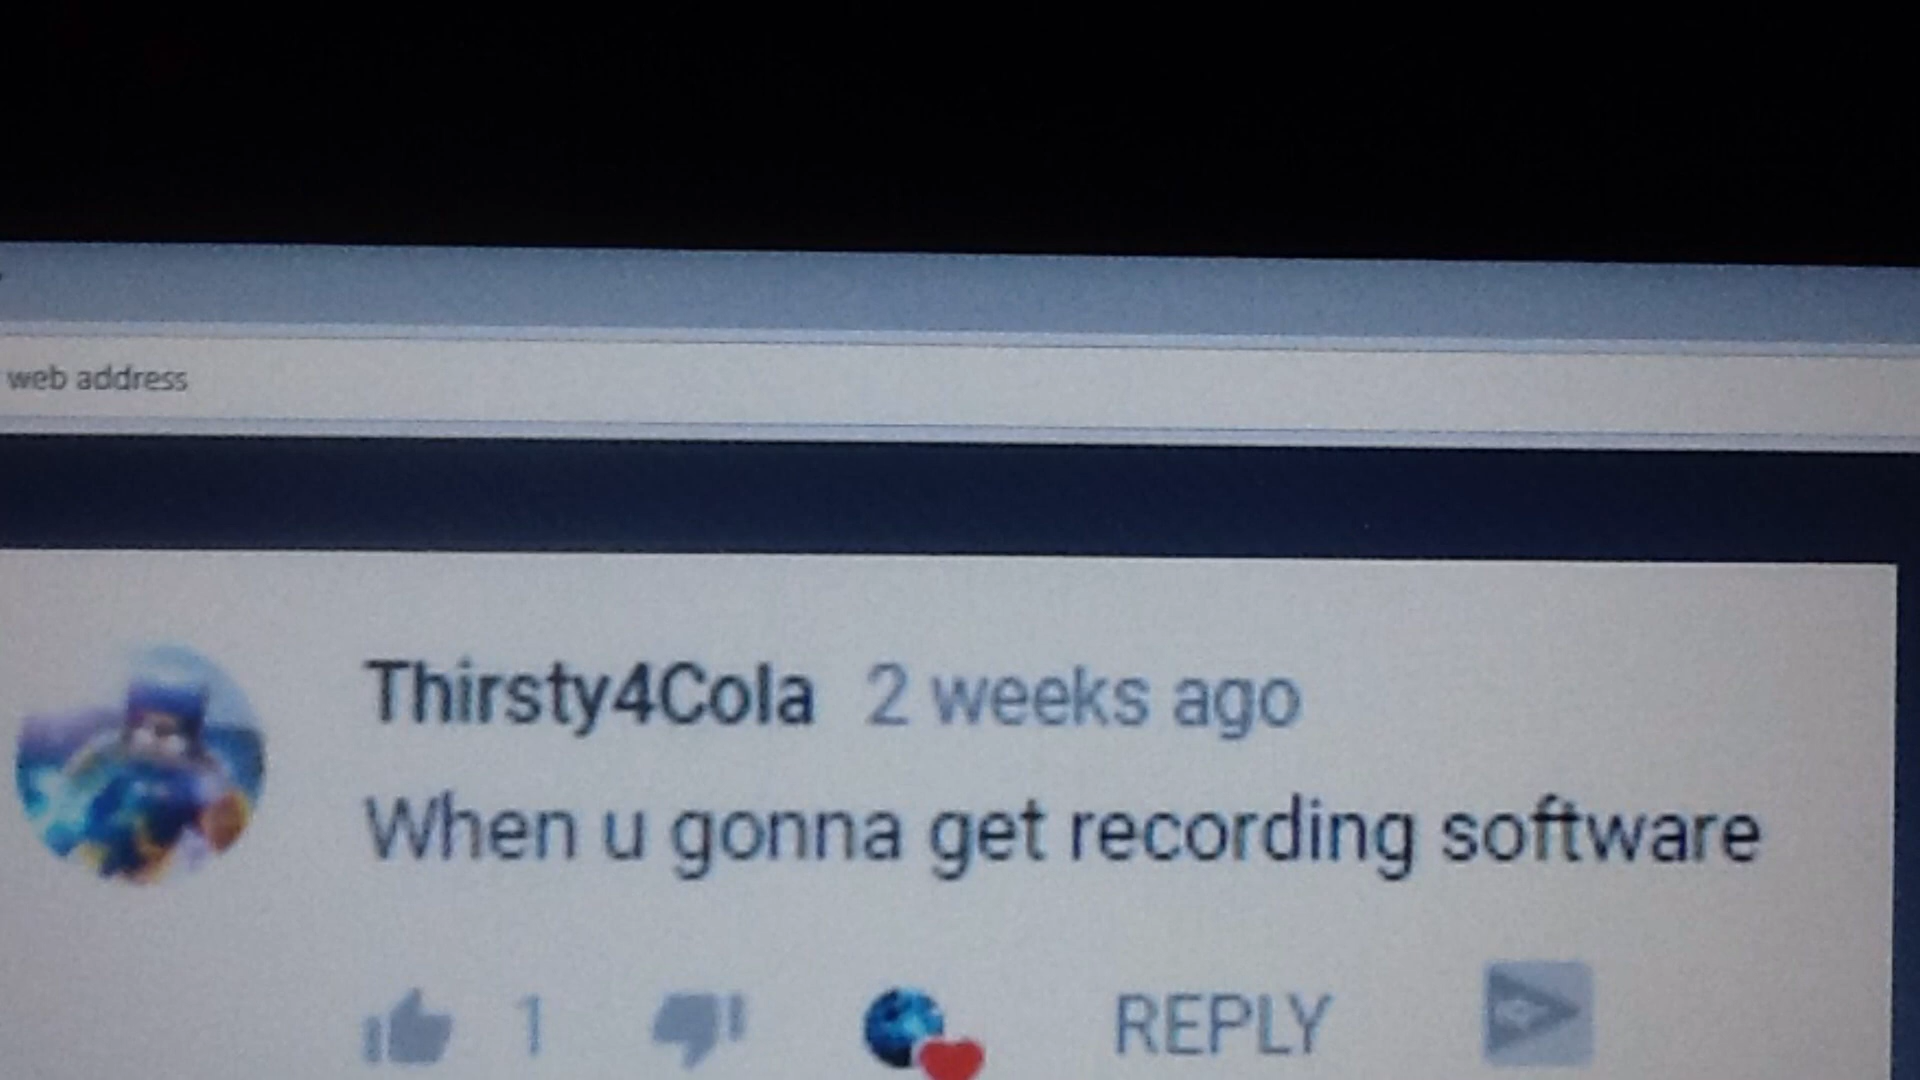 web address
Thirsty4Cola 2 weeks ago
When u gonna get recording software
1 REPLY